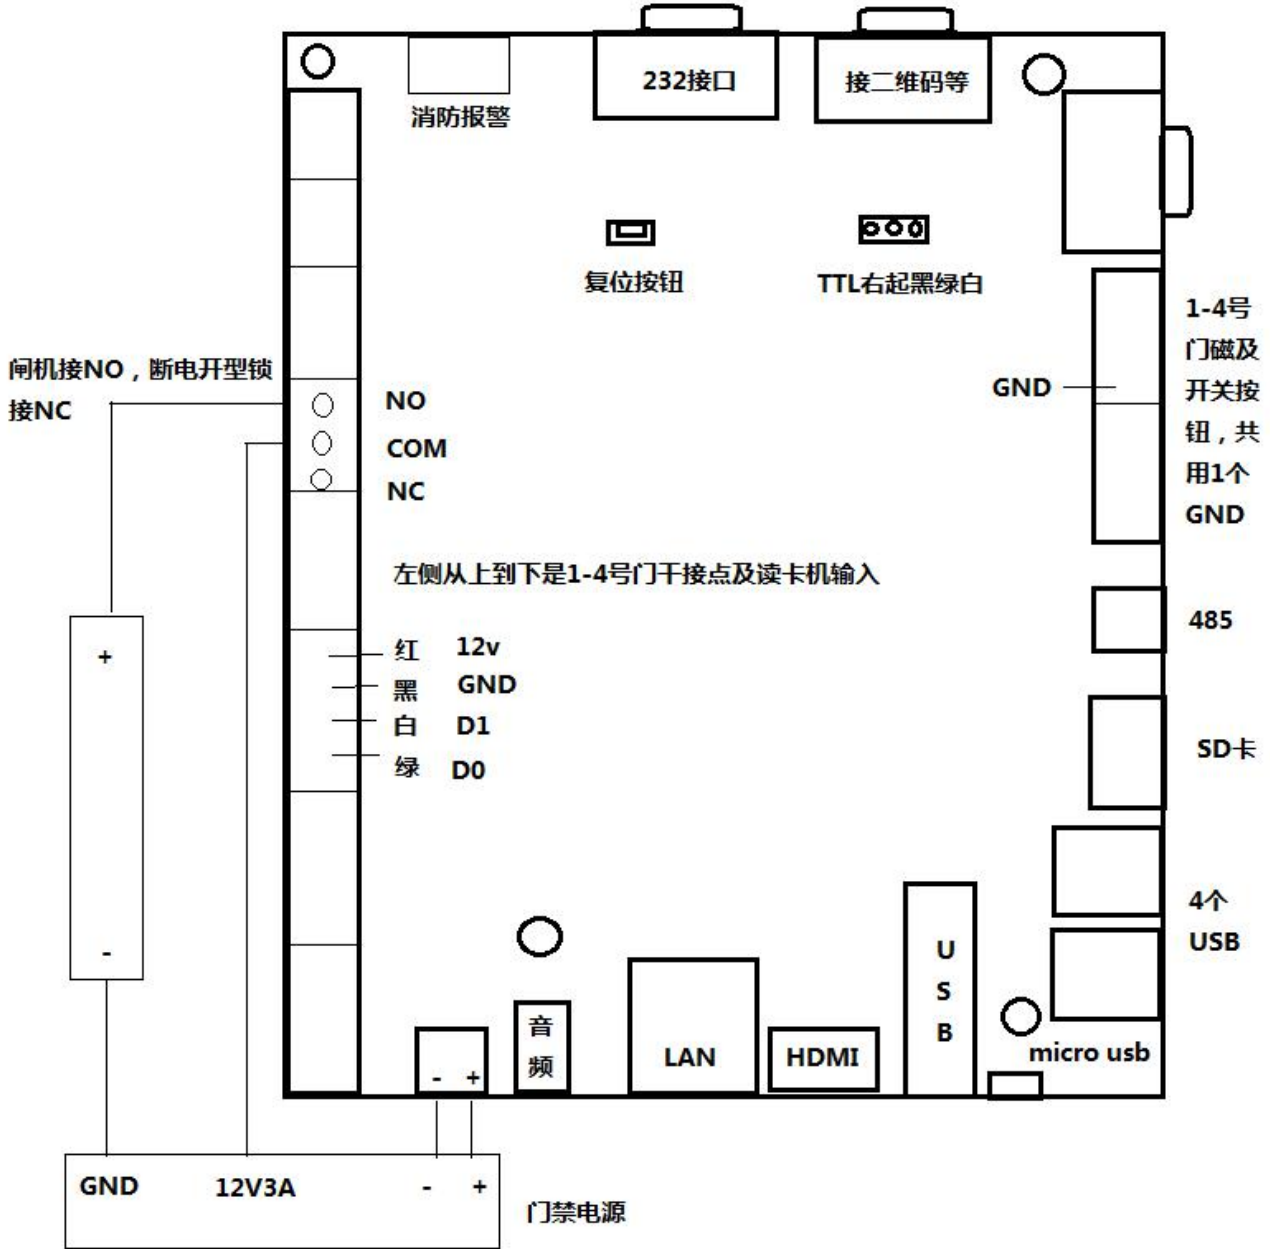 232接口
接二维码等
消防报警
复位按钮
TTL右起黑绿白
闸机接NO，断电开型锁
接NC
NO
COM
NC
GND
1-4号
门磁及
开关按
钮，共
用1个
GND
左侧从上到下是1-4号门干接点及读卡机输入
485
+
-
红 12v
黑 GND
白 D1
绿 D0
SD卡
4个
USB
U
S
B
音
频
LAN
HDMI
micro usb
- +
GND 12V3A - +
门禁电源